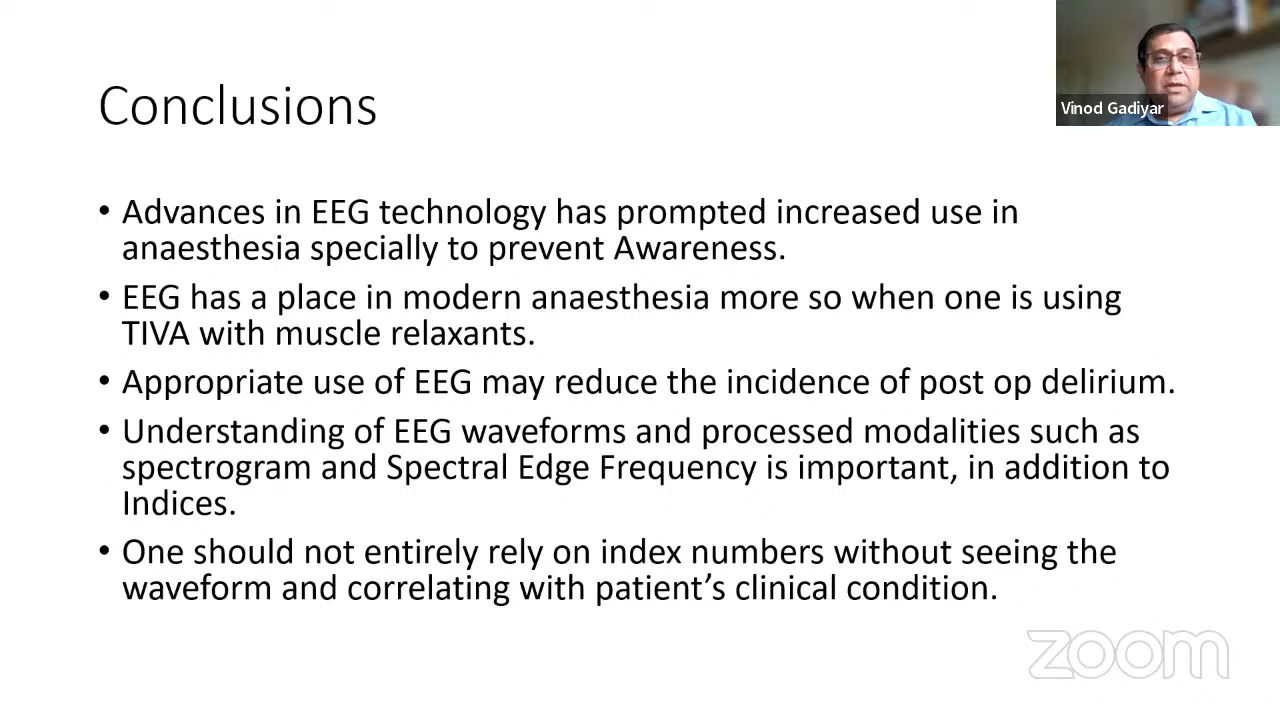 Conclusions
Vinod Gadiyar
• Advances in EEG technology has prompted increased use in
anaesthesia specially to prevent Awareness.
• EEG has a place in modern anaesthesia more so when one is using
TIVA with muscle relaxants.
• Appropriate use of EEG may reduce the incidence of post op delirium.
• Understanding of EEG waveforms and processed modalities such as
spectrogram and Spectral Edge Frequency is important, in addition to
Indices.
• One should not entirely rely on index numbers without seeing the
waveform and correlating with patient’s clinical condition.
zoom